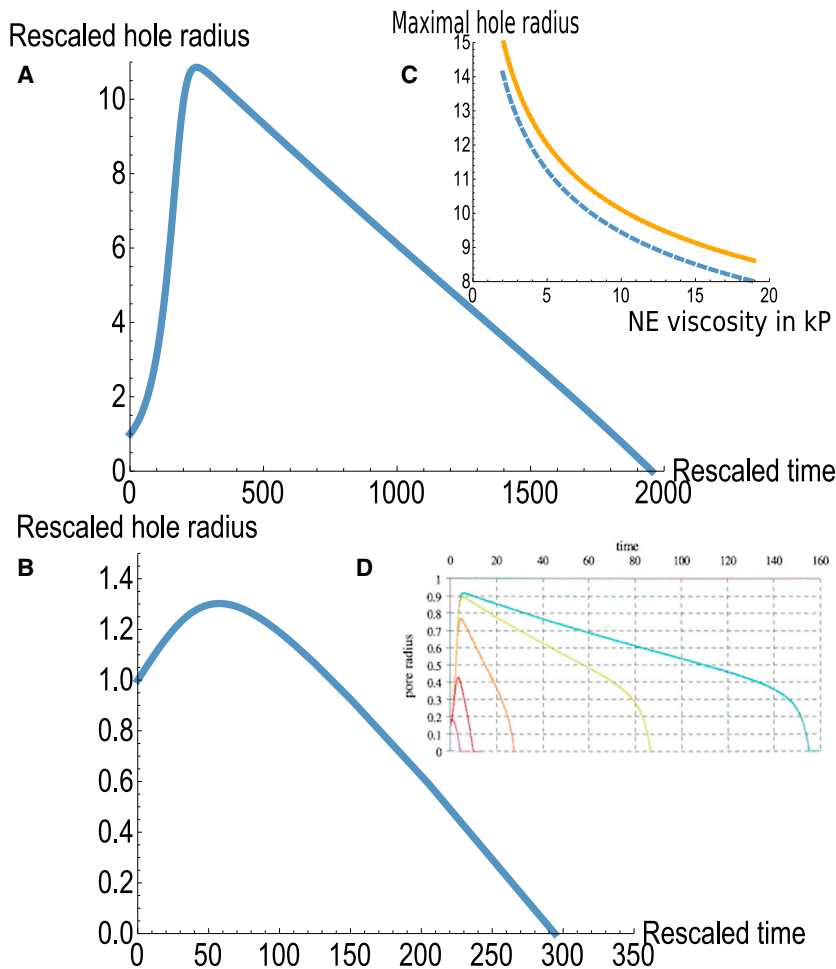 Rescaled hole radius
A
10
8
6
4
2
0
0 500 1000 1500 2000
Rescaled time
Maximal hole radius
C
15
14
13
12
11
10
9
8
0 5 10 15 20
NE viscosity in kP
Rescaled hole radius
B
1.4
1.2
1.0
0.8
0.6
0.4
0.2
0.0
0 50 100 150 200 250 300 350
Rescaled time
D
time
0 10 20 40 60 80 100 120 140 160
1
0.9
0.8
0.7
0.6
0.5
0.4
0.3
0.2
0.1
0
pore radius